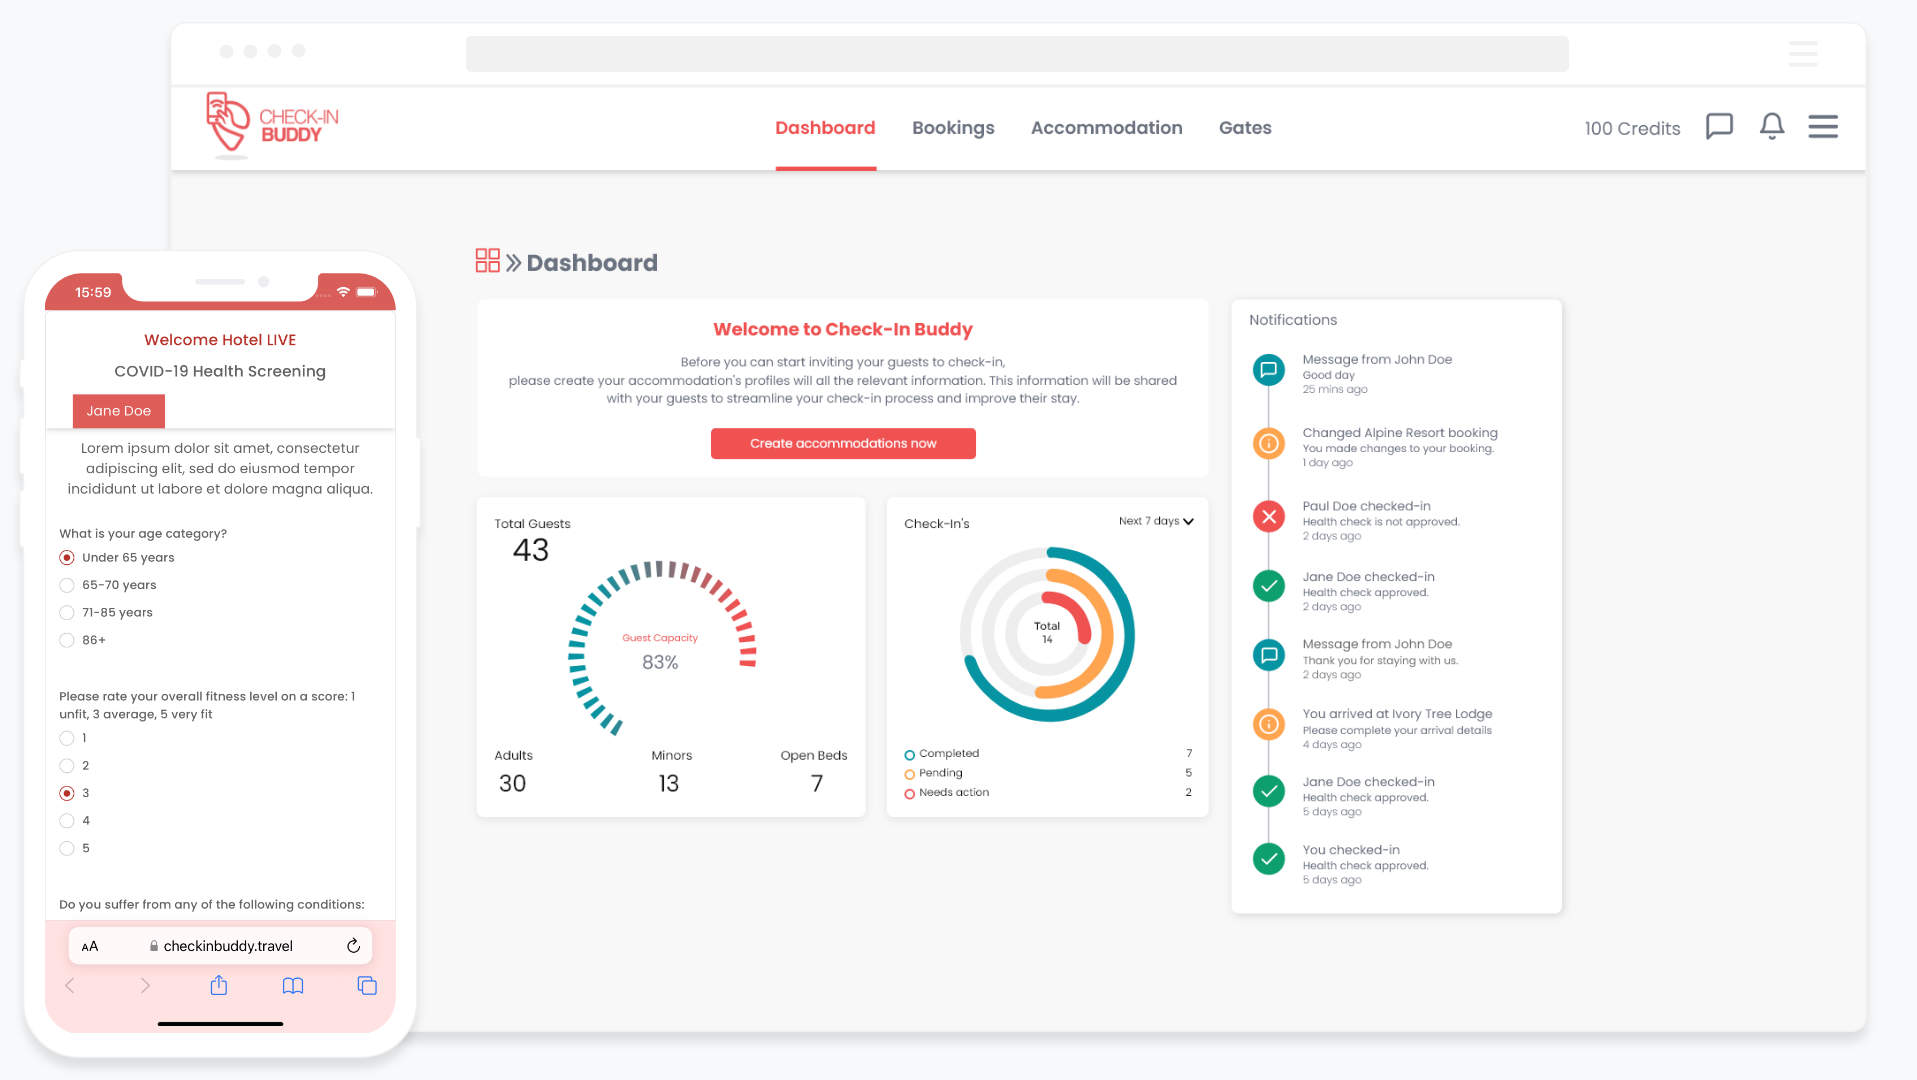 CHECK-IN
BUDDY
Dashboard
Bookings
Accommodation
Gates
100 Credits
Dashboard
Welcome to Check-In Buddy
Before you can start inviting your guests to check-in,
please create your accommodation's profiles will all the relevant information. This information will be shared
with your guests to streamline your check-in process and improve their stay.
Create accommodations now
Total Guests
43
Guest Capacity
83%
Adults
Minors
Open Beds
30
13
7
Check-In's
Next 7 days
Total
14
Completed 7
Pending 5
Needs action 2
Notifications
Message from John Doe
Good day
25 mins ago
Changed Alpine Resort booking
You made changes to your booking.
1 day ago
Paul Doe checked-in
Health check is not approved.
2 days ago
Jane Doe checked-in
Health check approved.
2 days ago
Message from John Doe
Thank you for staying with us.
2 days ago
You arrived at Ivory Tree Lodge
Please complete your arrival details
4 days ago
Jane Doe checked-in
Health check approved.
5 days ago
You checked-in
Health check approved.
5 days ago
15:59
Welcome Hotel LIVE
COVID-19 Health Screening
Jane Doe
Lorem ipsum dolor sit amet, consectetur
adipiscing elit, sed do eiusmod tempor
incididunt ut labore et dolore magna aliqua.
What is your age category?
Under 65 years
65-70 years
71-85 years
86+
Please rate your overall fitness level on a score: 1
unfit, 3 average, 5 very fit
1
2
3
4
5
Do you suffer from any of the following conditions:
AA
checkinbuddy.travel